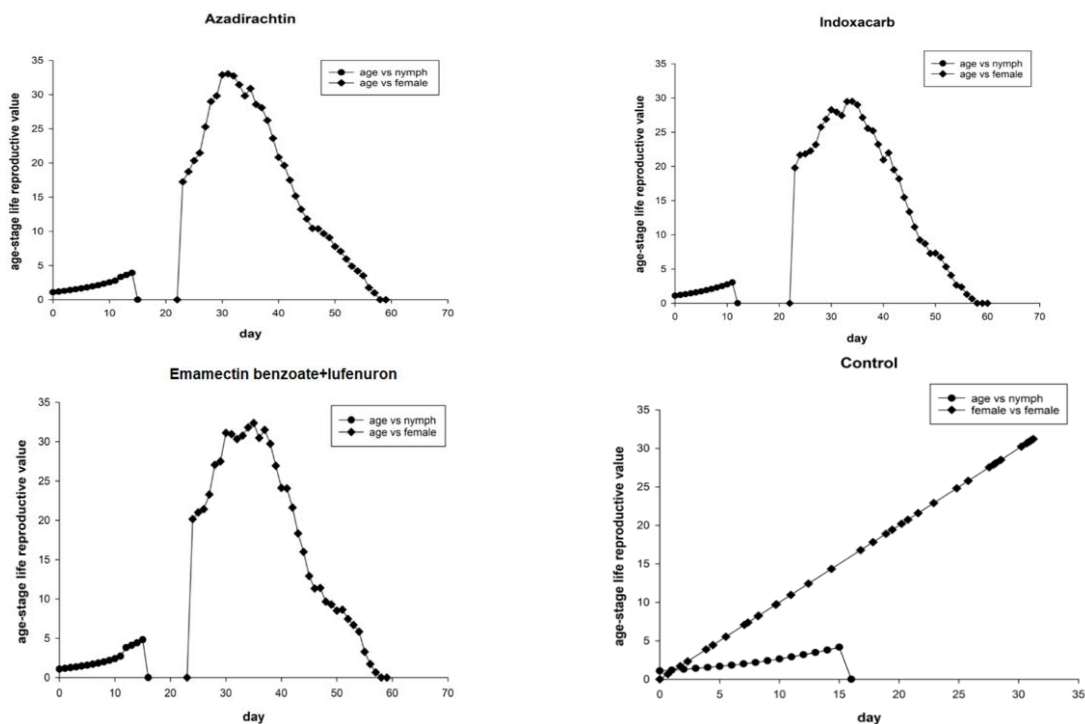 Azadirachtin
35
30
25
20
15
10
5
0
age-stage life reproductive value
age vs nymph
age vs female
0 10 20 30 40 50 60 70
day
Indoxacarb
35
30
25
20
15
10
5
0
age-stage life reproductive value
age vs nymph
age vs female
0 20 40 60
day
Emamectin benzoate+lufenuron
35
30
25
20
15
10
5
0
age-stage life reproductive value
age vs nymph
age vs female
0 10 20 30 40 50 60 70
day
Control
35
30
25
20
15
10
5
0
age-stage life reproductive value
age vs nymph
female vs female
0 5 10 15 20 25 30 35
day